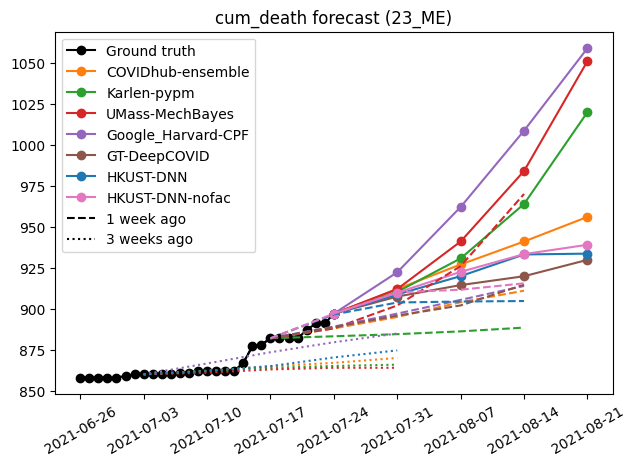 cum_death forecast (23_ME)
Ground truth
COVIDhub-ensemble
Karlen-pypm
UMass-MechBayes
Google_Harvard-CPF
GT-DeepCOVID
HKUST-DNN
HKUST-DNN-nofac
1 week ago
3 weeks ago
1050
1025
1000
975
950
925
900
875
850
2021-06-26
2021-07-03
2021-07-10
2021-07-17
2021-07-24
2021-07-31
2021-08-07
2021-08-14
2021-08-21